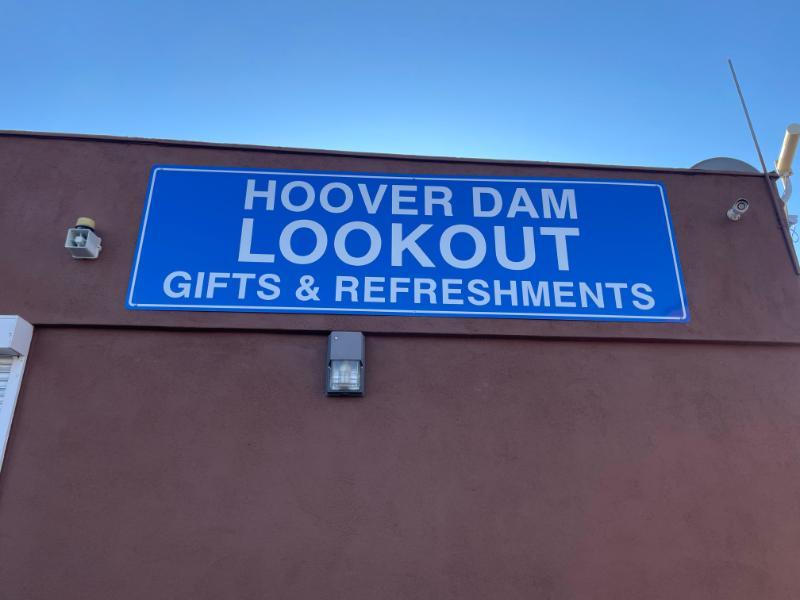 HOOVER DAM
LOOKOUT
GIFTS & REFRESHMENTS